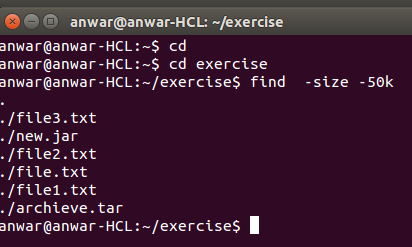 anwar@anwar-HCL: ~/exercise
anwar@anwar-HCL:~$ cd
anwar@anwar-HCL:~$ cd exercise
anwar@anwar-HCL:~/exercise$ find  -size -50k
.
./file3.txt
./new.jar
./file2.txt
./file.txt
./file1.txt
./archieve.tar
anwar@anwar-HCL:~/exercise$